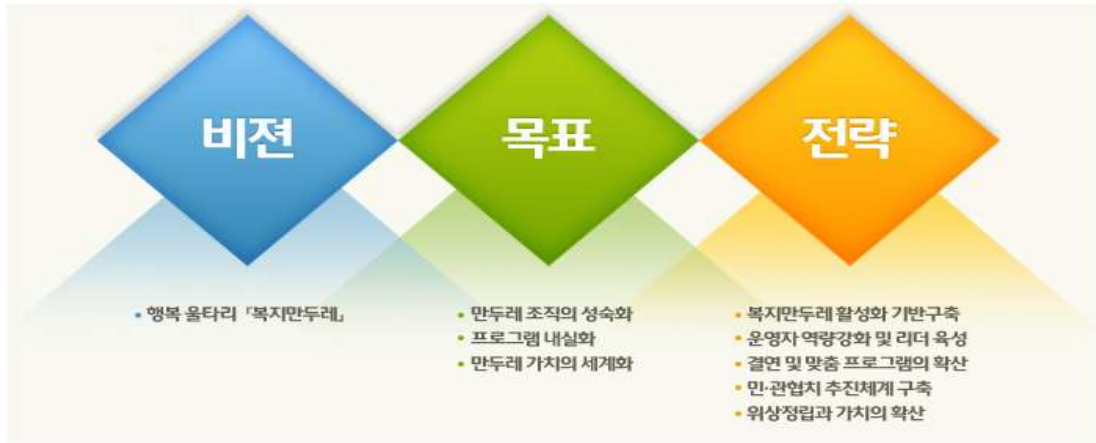 비젼
목표
전략
• 행복 울타리 「복지만두레」
• 만두레 조직의 성숙화
• 프로그램 내실화
• 만두레 가치의 세계화
• 복지만두레 활성화 기반구축
• 운영자 역량강화 및 리더 육성
• 결연 및 맞춤 프로그램의 확산
• 민·관협치 추진체계 구축
• 위상정립과 가치의 확산